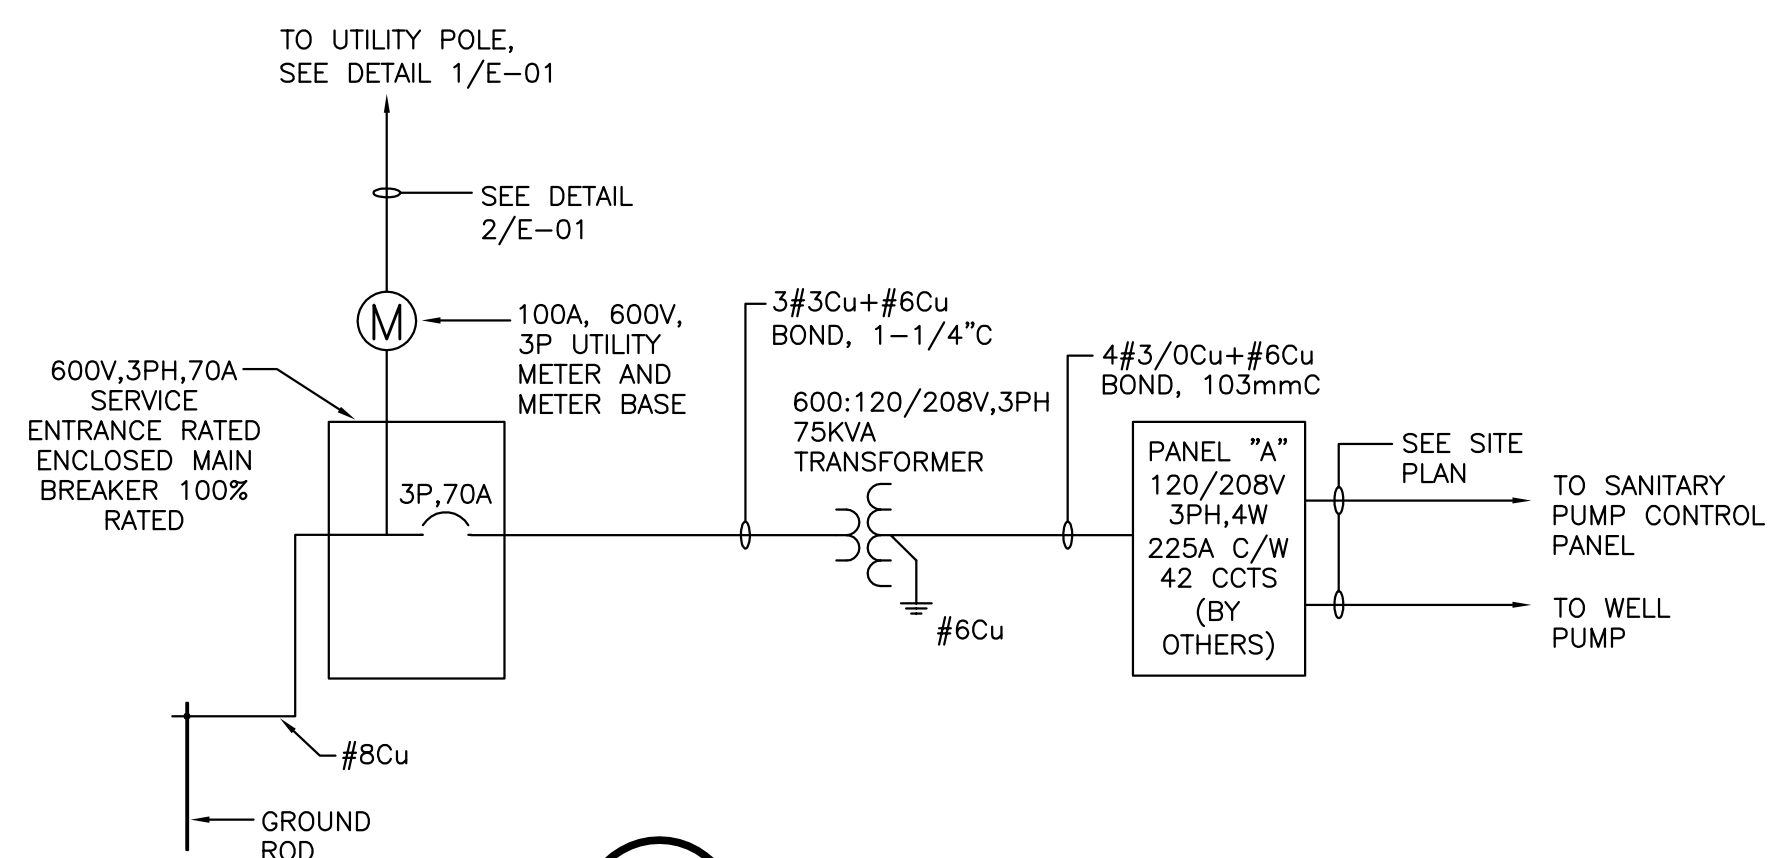 TO UTILITY POLE,
SEE DETAIL 1/E-01
SEE DETAIL
2/E-01
M
100A, 600V,
3P UTILITY
METER AND
METER BASE
600V,3PH,70A
SERVICE
ENTRANCE RATED
ENCLOSED MAIN
BREAKER 100%
RATED
3P,70A
3#3Cu+#6Cu
BOND, 1-1/4"C
600:120/208V,3PH
75KVA
TRANSFORMER
#6Cu
4#3/0Cu+#6Cu
BOND, 103mmC
PANEL "A"
120/208V
3PH,4W
225A C/W
42 CCTS
(BY
OTHERS)
SEE SITE
PLAN
TO SANITARY
PUMP CONTROL
PANEL
TO WELL
PUMP
#8Cu
GROUND
ROD